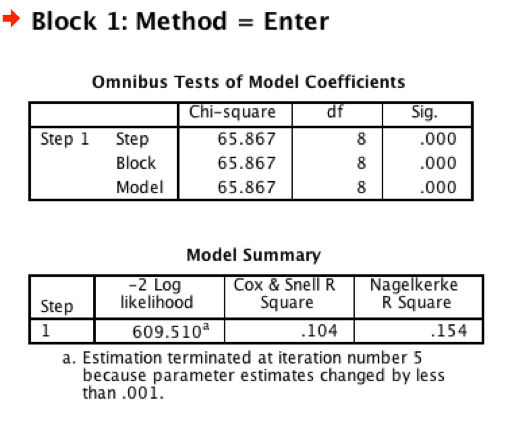 Block 1: Method = Enter
Omnibus Tests of Model Coefficients
Chi-square df Sig.
Step 1 Step 65.867 8 .000
Block 65.867 8 .000
Model 65.867 8 .000
Model Summary
Step -2 Log likelihood Cox & Snell R Square Nagelkerke R Square
1 609.510a .104 .154
a. Estimation terminated at iteration number 5
because parameter estimates changed by less
than .001.